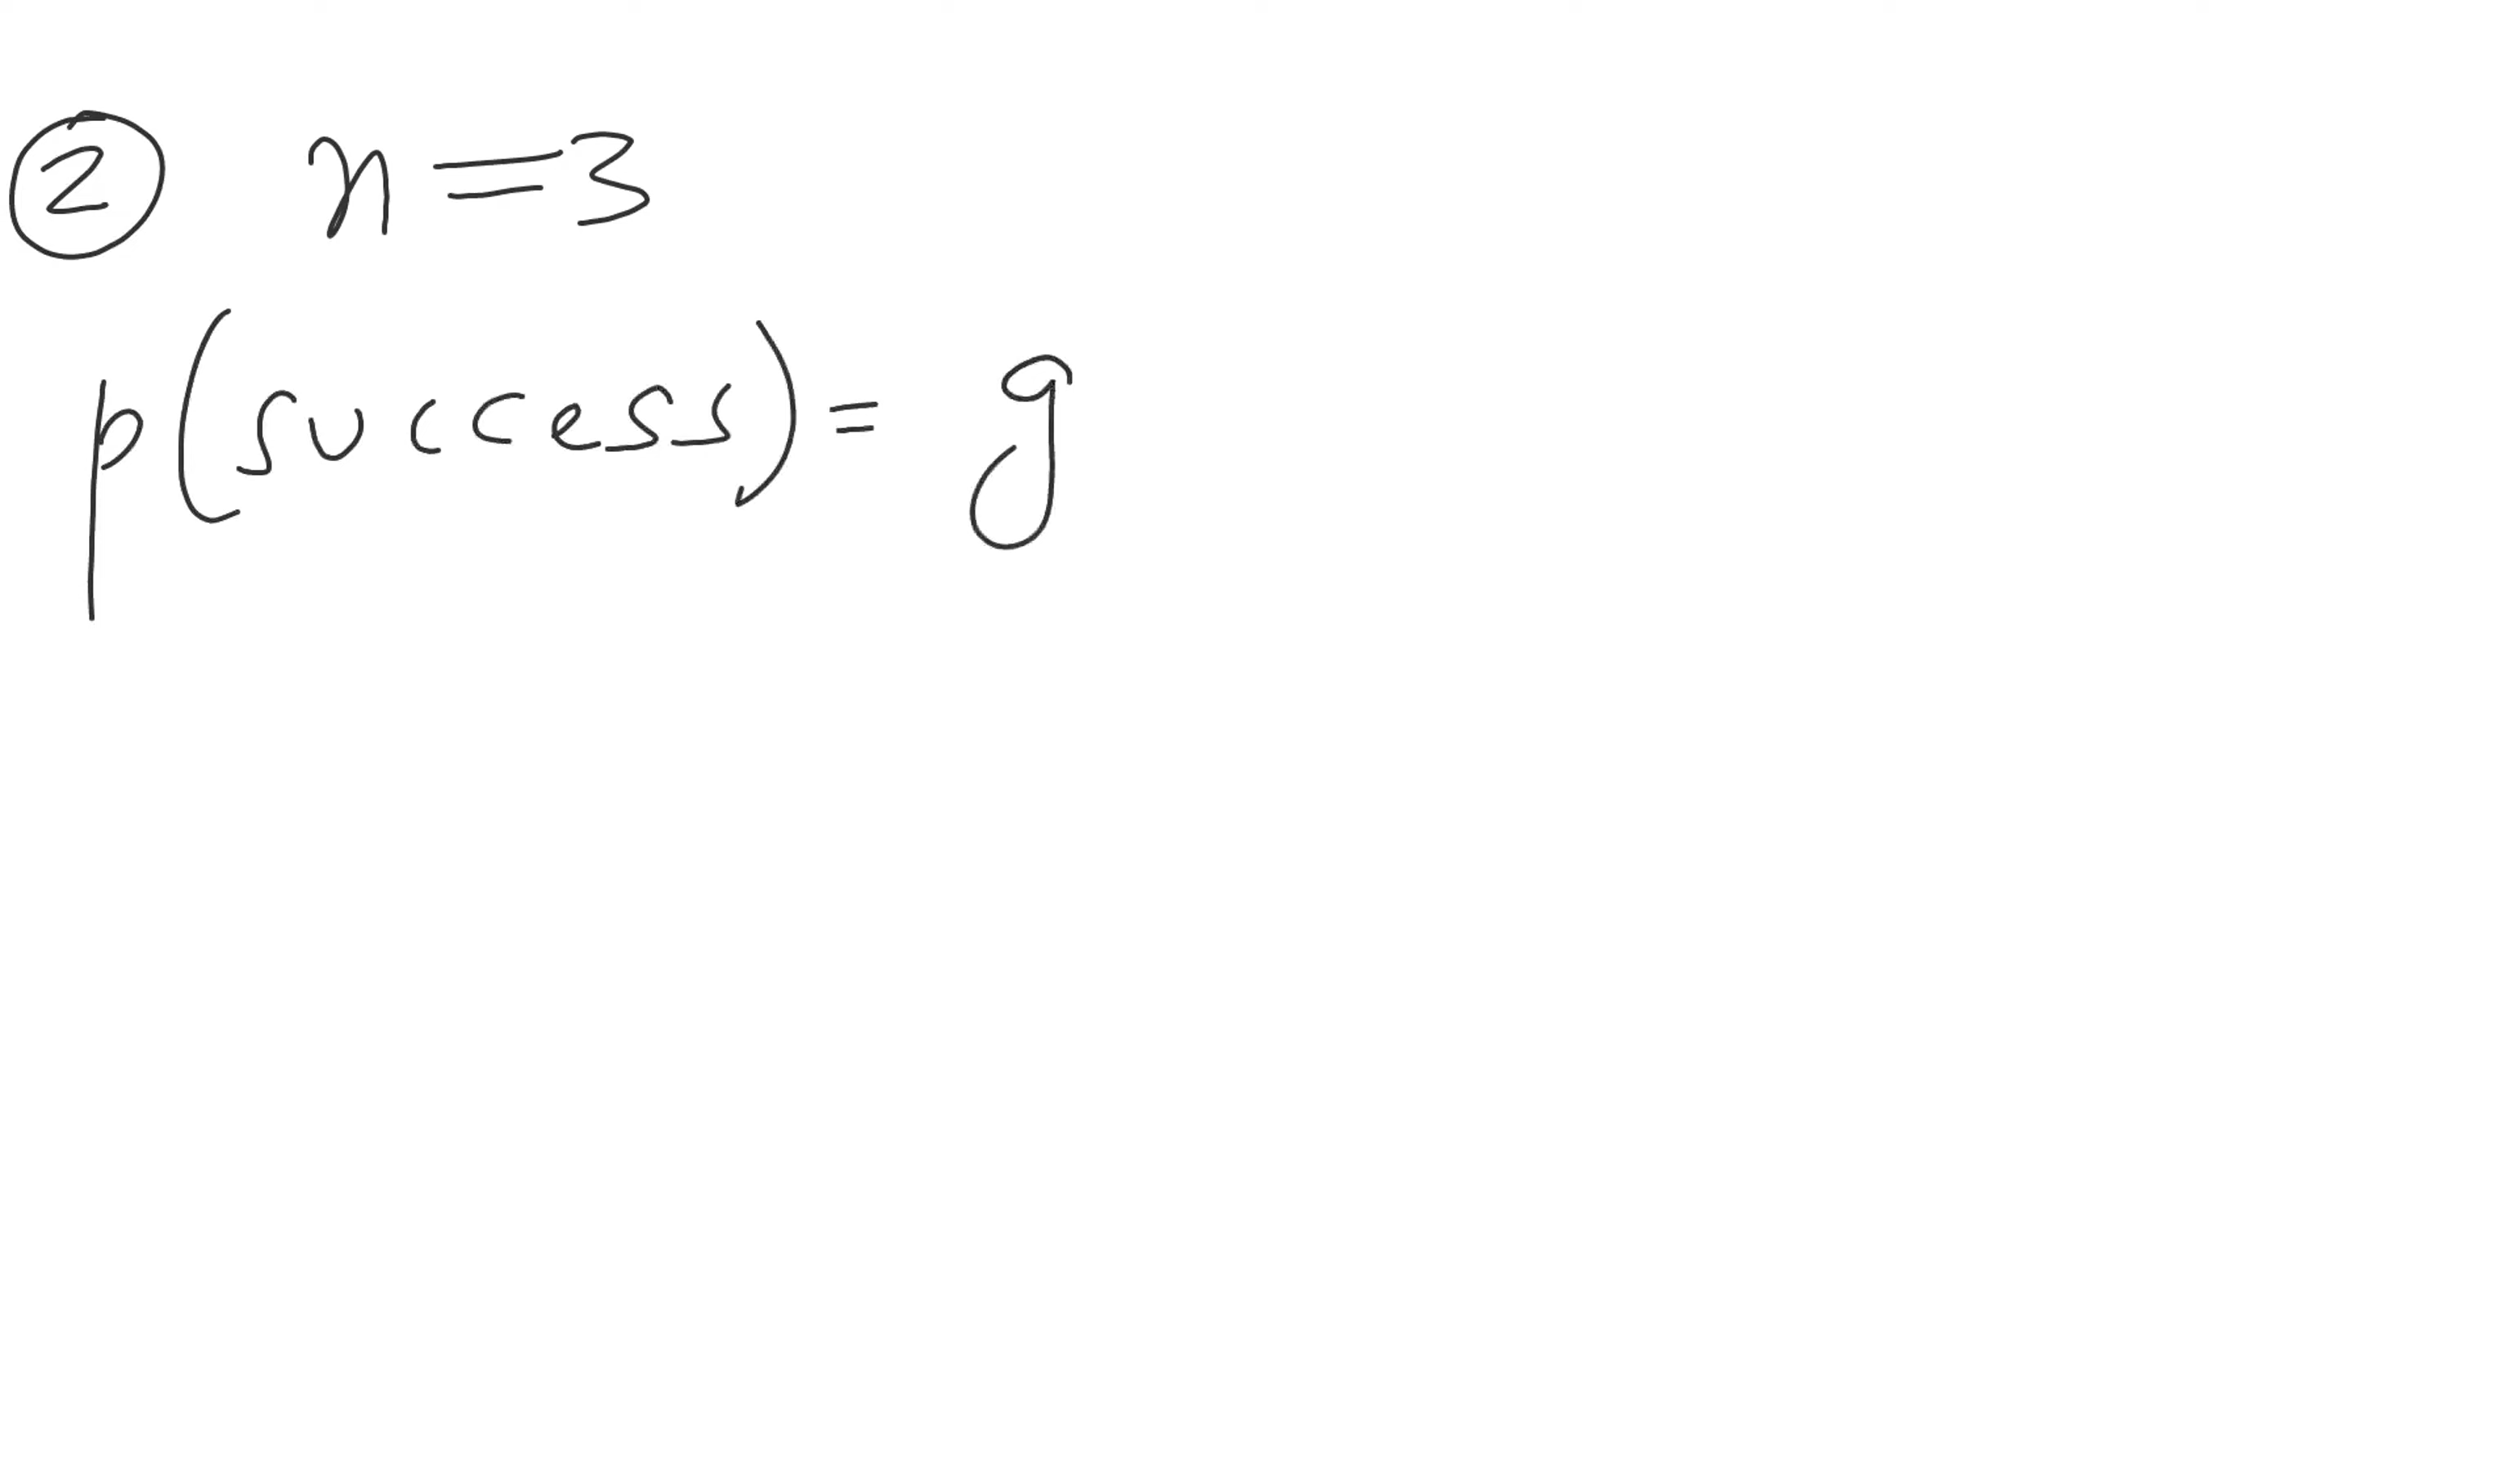 ② n=3
p(success) = g